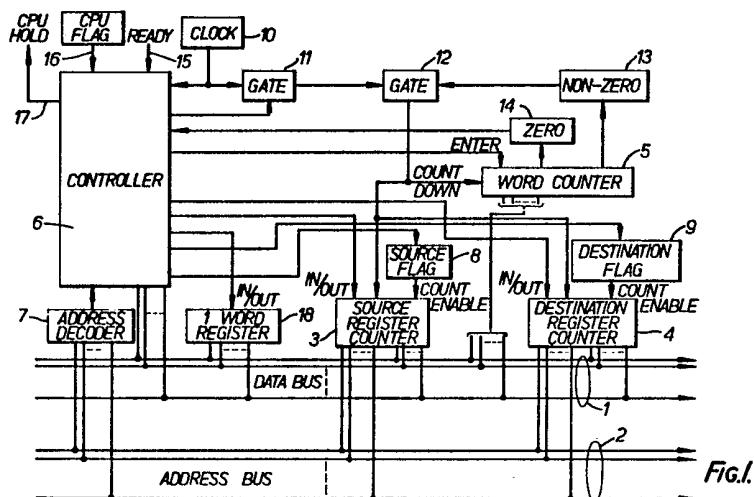 CPU HOLD
CPU FLAG
READY
CLOCK
10
11
12
13
16
15
17
GATE
GATE
NON-ZERO
14
ZERO
5
ENTER
COUNT DOWN
WORD COUNTER
CONTROLLER
6
9
SOURCE FLAG
8
DESTINATION FLAG
IN/OUT
IN/OUT
COUNT ENABLE
IN/OUT
COUNT ENABLE
7
ADDRESS DECODER
1 WORD REGISTER
18
3
SOURCE REGISTER COUNTER
DESTINATION REGISTER COUNTER
4
DATA BUS
1
2
ADDRESS BUS
FIG.1.